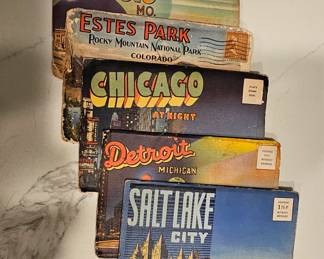 MO.
ESTES PARK
ROCKY MOUNTAIN NATIONAL PARK
COLORADO
CHICAGO
AT NIGHT
Detroit
MICHIGAN
SALT LAKE
CITY